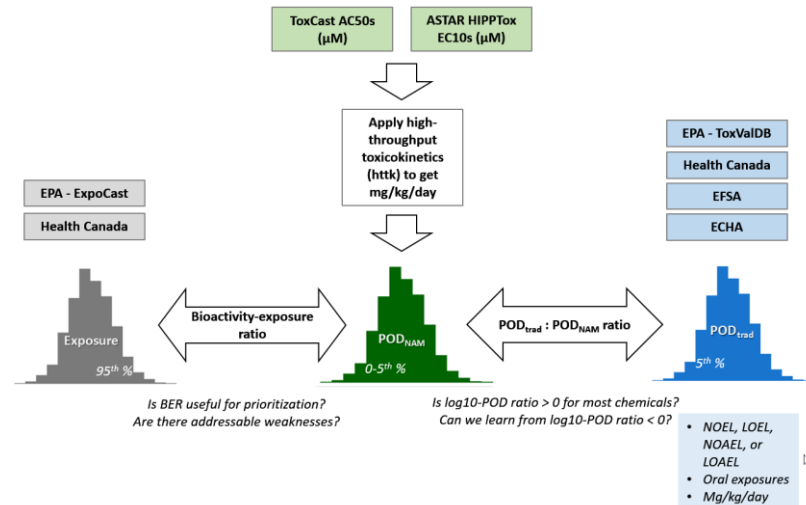 ToxCast AC50s
(µM)
ASTAR HIPPTox
EC10s (µM)
Apply high-
throughput
toxicokinetics
(httk) to get
mg/kg/day
EPA - ExpoCast
Health Canada
EPA - ToxValDB
Health Canada
EFSA
ECHA
Exposure
95th %
Bioactivity-exposure
ratio
PODNAM
0-5th %
PODtrad : PODNAM ratio
PODtrad
5th %
Is BER useful for prioritization?
Are there addressable weaknesses?
Is log10-POD ratio > 0 for most chemicals?
Can we learn from log10-POD ratio < 0?
• NOEL, LOEL,
NOAEL, or
LOAEL
• Oral exposures
• Mg/kg/day